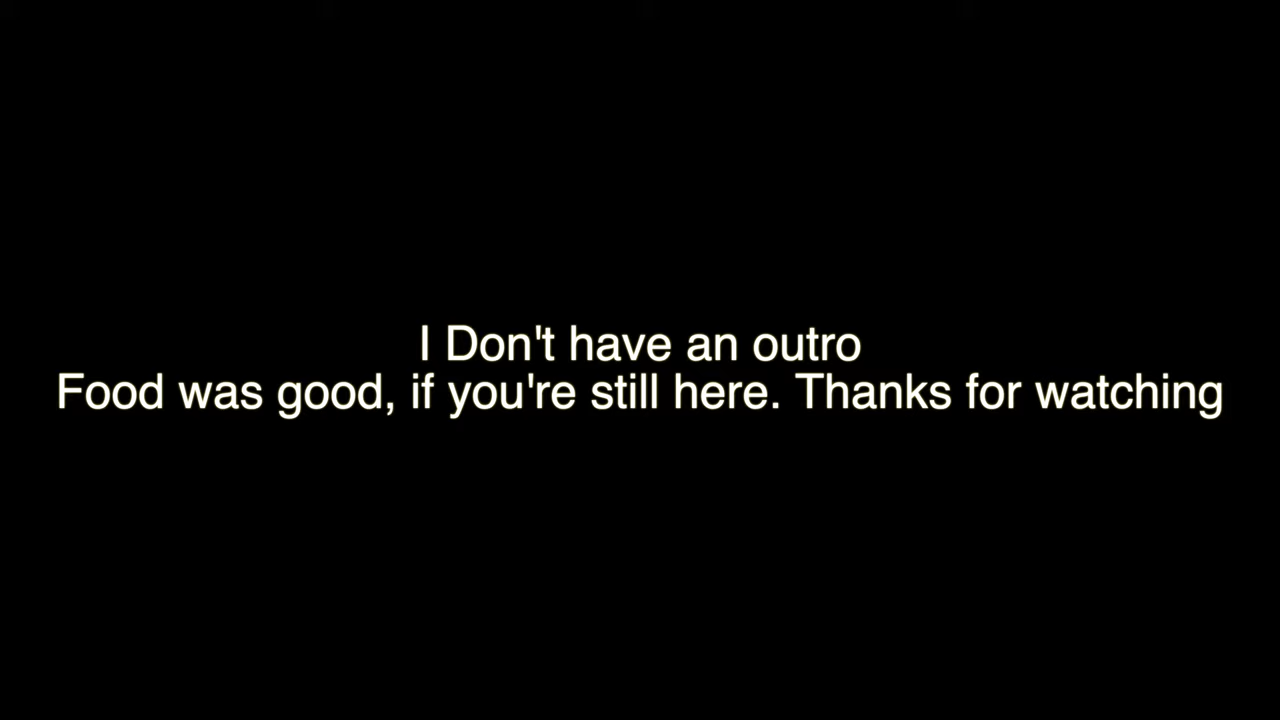 I Don't have an outro
Food was good, if you're still here. Thanks for watching